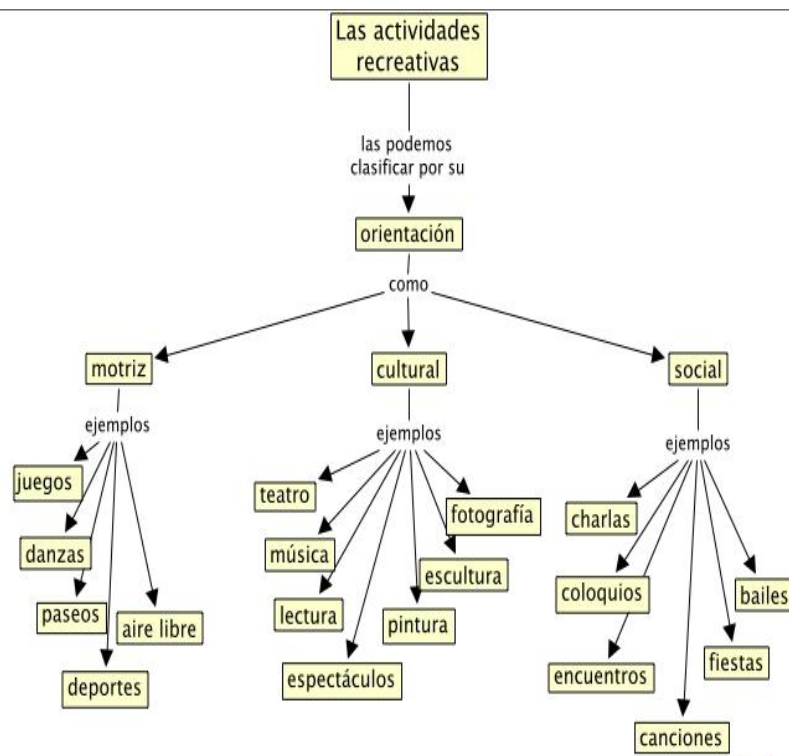 Las actividades
recreativas
las podemos
clasificar por su
orientación
como
motriz
ejemplos
juegos
danzas
paseos
aire libre
deportes
cultural
ejemplos
teatro
fotografía
música
escultura
lectura
pintura
espectáculos
social
ejemplos
charlas
bailes
coloquios
fiestas
encuentros
canciones